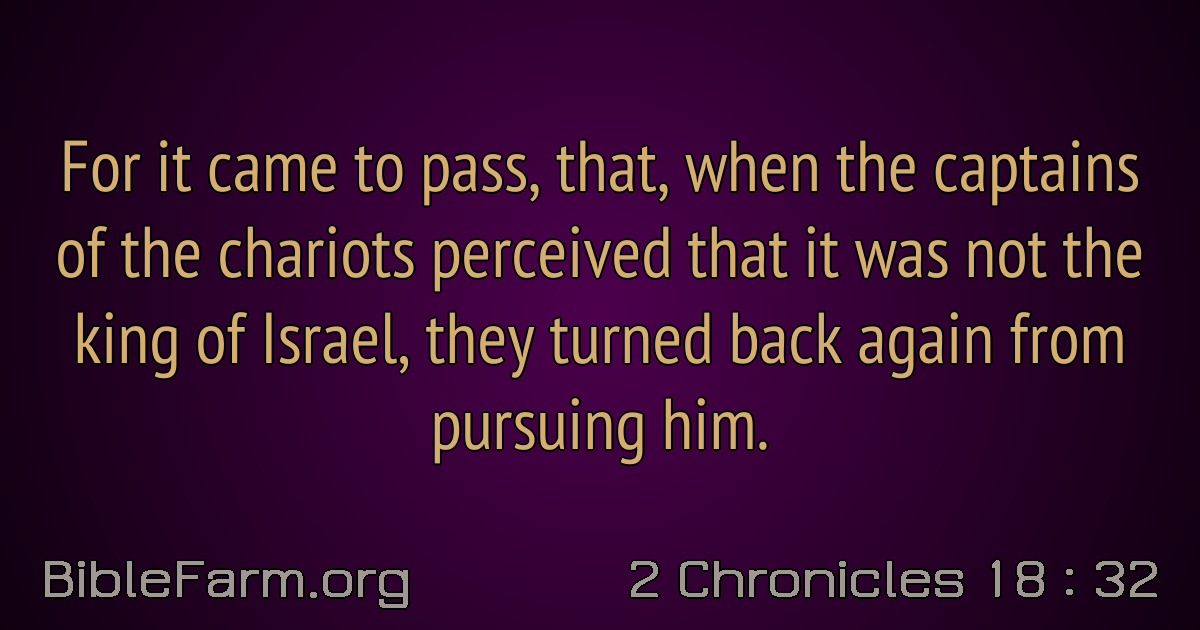 For it came to pass, that, when the captains
of the chariots perceived that it was not the
king of Israel, they turned back again from
pursuing him.
BibleFarm.org
2 Chronicles 18 : 32